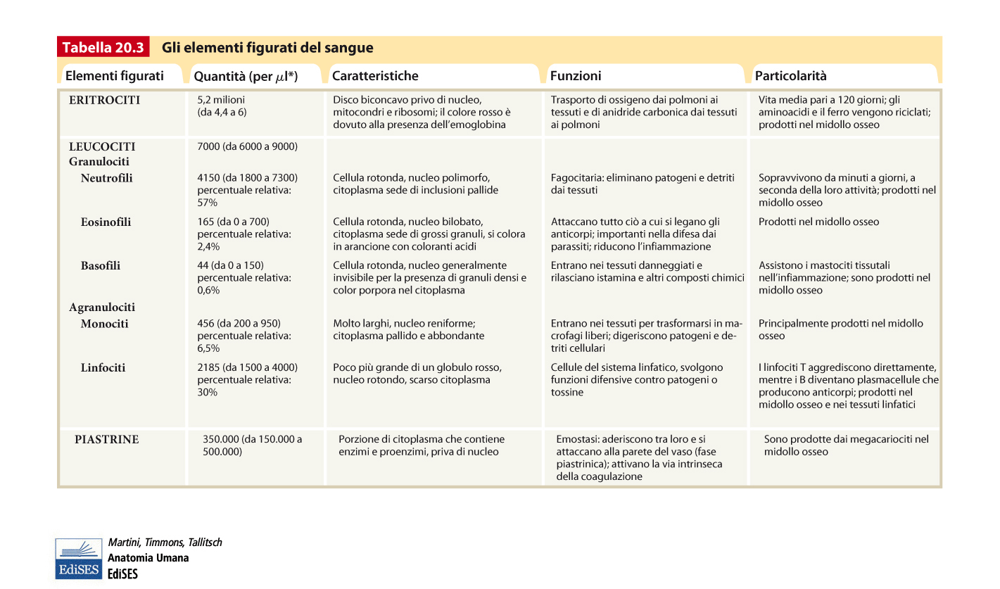 Tabella 20.3 Gli elementi figurati del sangue
Elementi figurati Quantità (per μl*) Caratteristiche Funzioni Particolarità
ERITROCITI
5,2 milioni
(da 4,4 a 6)
Disco biconcavo privo di nucleo,
mitocondri e ribosomi; il colore rosso è
dovuto alla presenza dell'emoglobina
Trasporto di ossigeno dai polmoni ai
tessuti e di anidride carbonica dai tessuti
ai polmoni
Vita media pari a 120 giorni; gli
aminoacidi e il ferro vengono riciclati;
prodotti nel midollo osseo
LEUCOCITI
7000 (da 6000 a 9000)
Granulociti
Neutrofili
4150 (da 1800 a 7300)
percentuale relativa:
57%
Cellula rotonda, nucleo polimorfo,
citoplasma sede di inclusioni pallide
Fagocitaria: eliminano patogeni e detriti
dai tessuti
Sopravvivono da minuti a giorni, a
seconda della loro attività; prodotti nel
midollo osseo
Eosinofili
165 (da 0 a 700)
percentuale relativa:
2,4%
Cellula rotonda, nucleo bilobato,
citoplasma sede di grossi granuli, si colora
in arancione con coloranti acidi
Attaccano tutto ciò a cui si legano gli
anticorpi; importanti nella difesa dai
parassiti; riducono l'infiammazione
Prodotti nel midollo osseo
Basofili
44 (da 0 a 150)
percentuale relativa:
0,6%
Cellula rotonda, nucleo generalmente
invisibile per la presenza di granuli densi e
color porpora nel citoplasma
Entrano nei tessuti danneggiati e
rilasciano istamina e altri composti chimici
Assistono i mastociti tissutali
nell'infiammazione; sono prodotti nel
midollo osseo
Agranulociti
Monociti
456 (da 200 a 950)
percentuale relativa:
6,5%
Molto larghi, nucleo reniforme;
citoplasma pallido e abbondante
Entrano nei tessuti per trasformarsi in ma-
crofagi liberi; digeriscono patogeni e de-
triti cellulari
Principalmente prodotti nel midollo
osseo
Linfociti
2185 (da 1500 a 4000)
percentuale relativa:
30%
Poco più grande di un globulo rosso,
nucleo rotondo, scarso citoplasma
Cellule del sistema linfatico, svolgono
funzioni difensive contro patogeni o
tossine
I linfociti T aggrediscono direttamente,
mentre i B diventano plasmacellule che
producono anticorpi; prodotti nel
midollo osseo e nei tessuti linfatici
PIASTRINE
350.000 (da 150.000 a
500.000)
Porzione di citoplasma che contiene
enzimi e proenzimi, priva di nucleo
Emostasi: aderiscono tra loro e si
attaccano alla parete del vaso (fase
piastrinica); attivano la via intrinseca
della coagulazione
Sono prodotte dai megacariociti nel
midollo osseo
EdiSES
Martini, Timmons, Tallitsch
Anatomia Umana
EdiSES